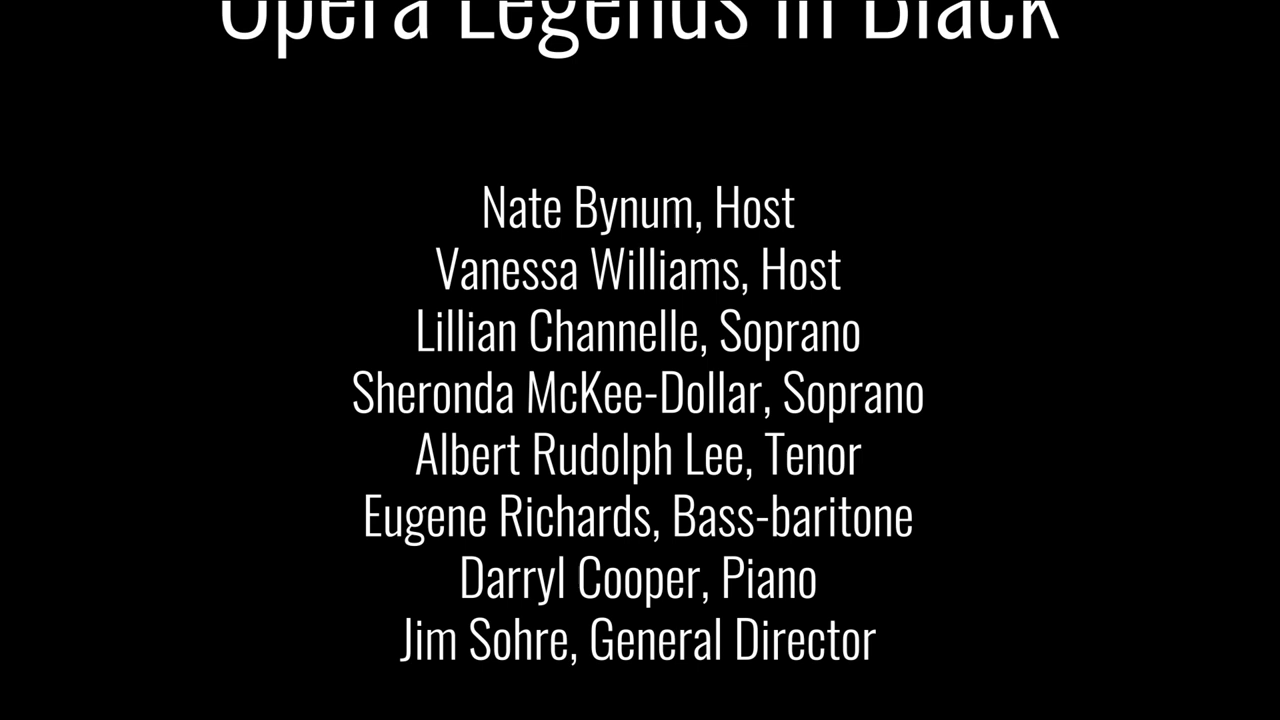 Opera Legends in Black
Nate Bynum, Host
Vanessa Williams, Host
Lillian Channelle, Soprano
Sheronda McKee-Dollar, Soprano
Albert Rudolph Lee, Tenor
Eugene Richards, Bass-baritone
Darryl Cooper, Piano
Jim Sohre, General Director